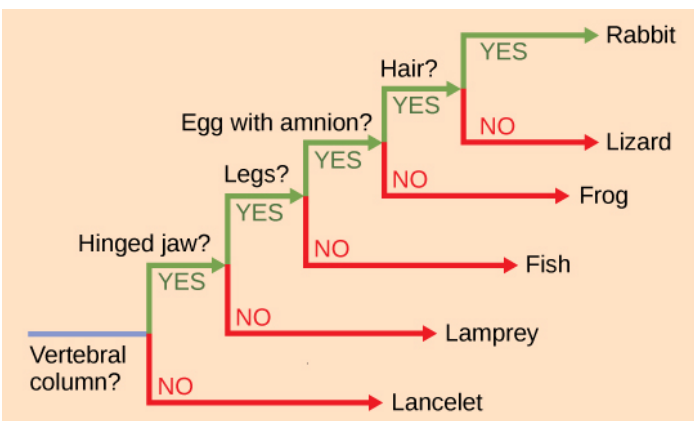 Rabbit
YES
Hair?
YES
NO
Lizard
Egg with amnion?
YES
NO
Frog
Legs?
YES
NO
Fish
Hinged jaw?
YES
NO
Lamprey
Vertebral
column?
NO
Lancelet